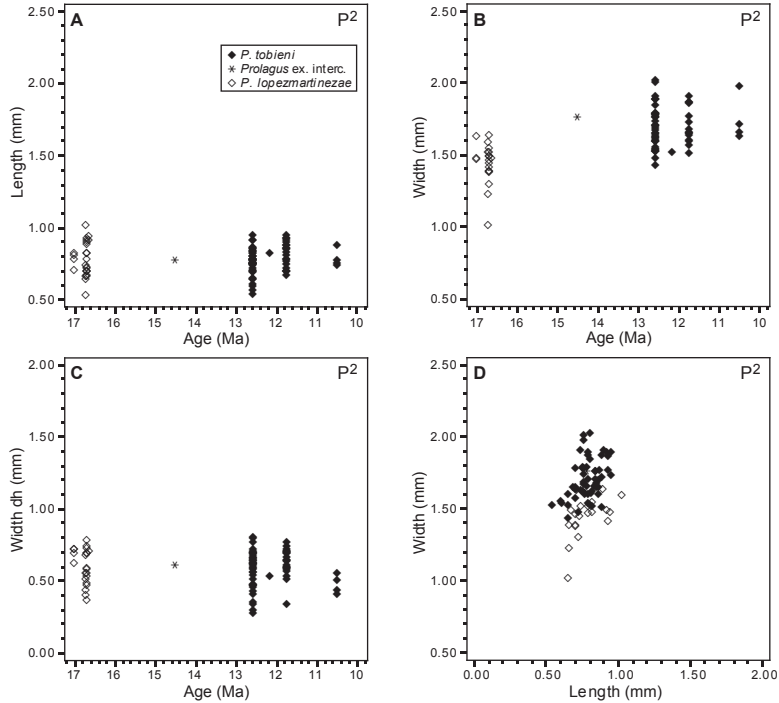 A P2
2.50
2.00
1.50
1.00
0.50
Length (mm)
P. tobieni
Prolagus ex. interc.
P. lopezmartinezae
17 16 15 14 13 12 11 10
Age (Ma)
B P2
2.50
2.00
1.50
1.00
0.50
Width (mm)
17 16 15 14 13 12 11 10
Age (Ma)
C P2
2.00
1.50
1.00
0.50
0.00
Width dh (mm)
17 16 15 14 13 12 11 10
Age (Ma)
D P2
2.50
2.00
1.50
1.00
0.50
Width (mm)
0.00 0.50 1.00 1.50 2.00
Length (mm)